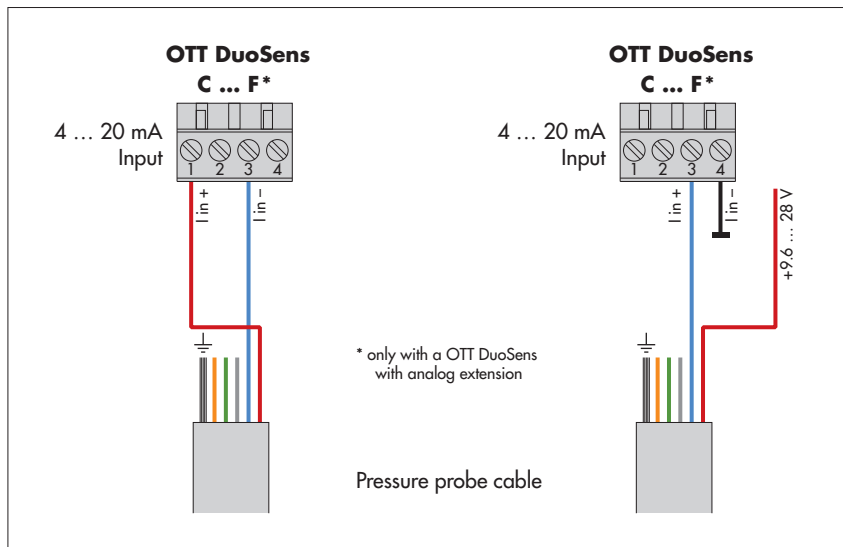 OTT DuoSens
C ... F*
4 ... 20 mA
Input
1 2 3 4
I in +
I in –
* only with a OTT DuoSens
with analog extension
Pressure probe cable
OTT DuoSens
C ... F*
4 ... 20 mA
Input
1 2 3 4
I in +
I in –
+9.6 ... 28 V